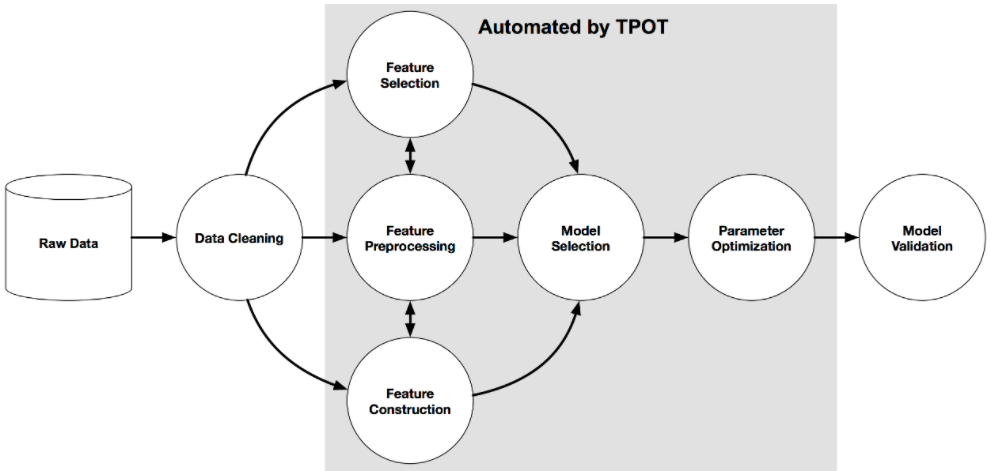 Automated by TPOT
Feature
Selection
Raw Data
Data Cleaning
Feature
Preprocessing
Model
Selection
Parameter
Optimization
Model
Validation
Feature
Construction